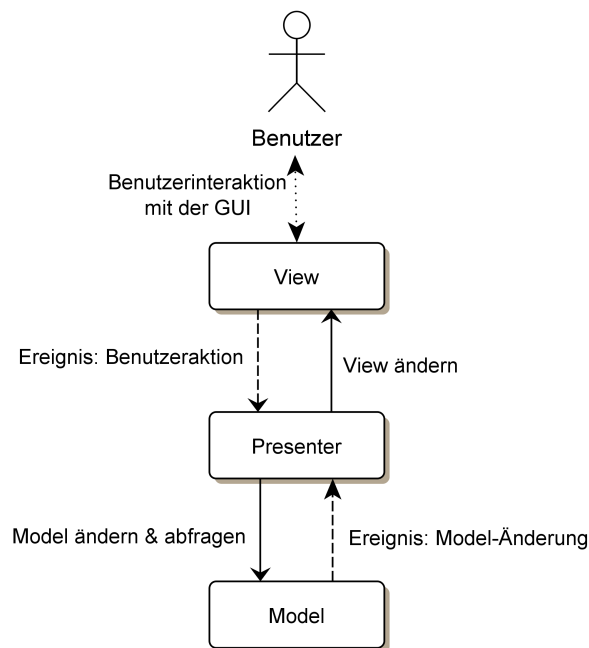 Benutzer
Benutzerinteraktion
mit der GUI
View
Ereignis: Benutzeraktion
View ändern
Presenter
Model ändern & abfragen
Ereignis: Model-Änderung
Model